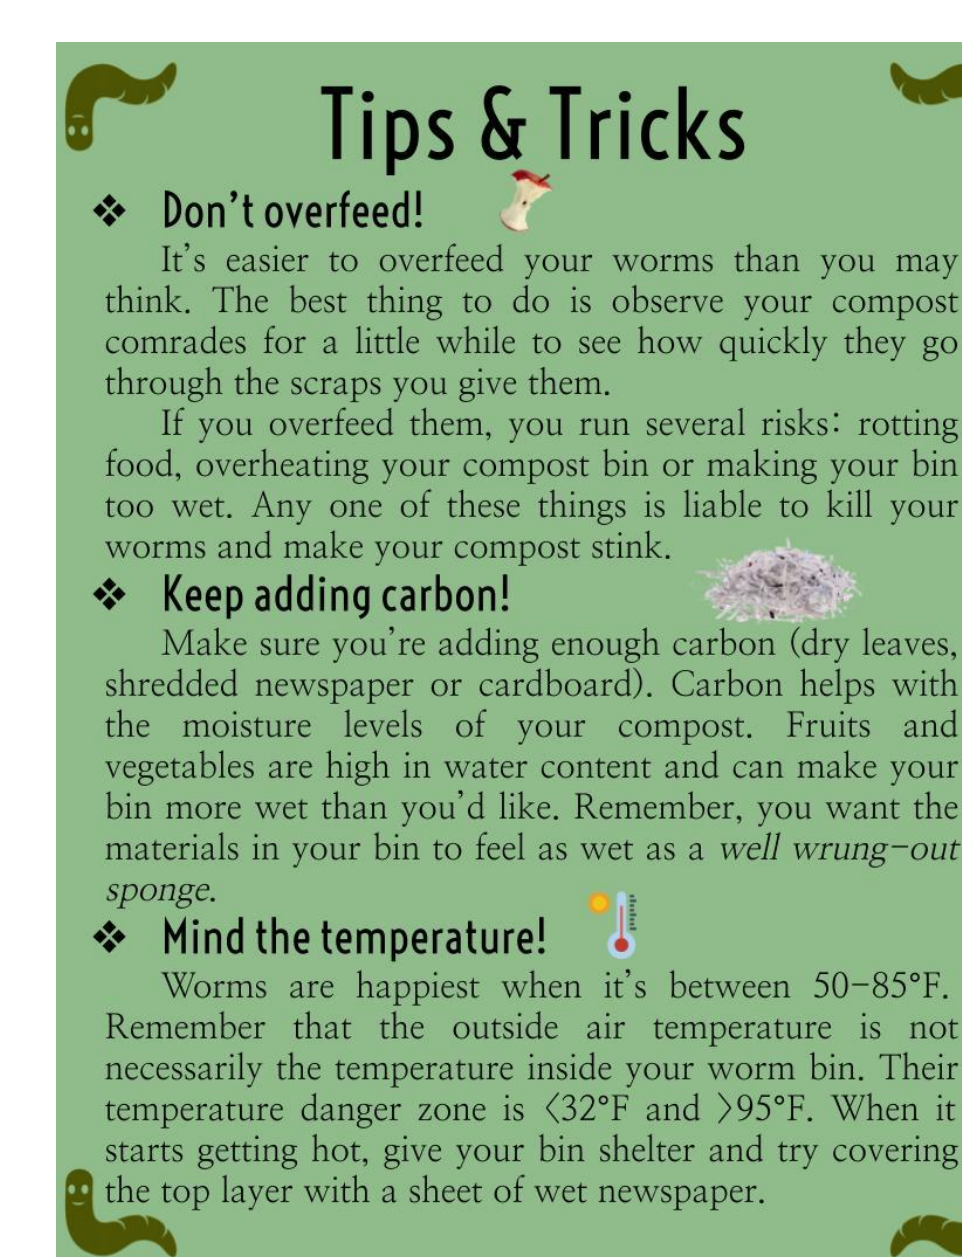 Tips & Tricks
❖ Don't overfeed!
It's easier to overfeed your worms than you may
think. The best thing to do is observe your compost
comrades for a little while to see how quickly they go
through the scraps you give them.
If you overfeed them, you run several risks: rotting
food, overheating your compost bin or making your bin
too wet. Any one of these things is liable to kill your
worms and make your compost stink.
❖ Keep adding carbon!
Make sure you're adding enough carbon (dry leaves,
shredded newspaper or cardboard). Carbon helps with
the moisture levels of your compost. Fruits and
vegetables are high in water content and can make your
bin more wet than you'd like. Remember, you want the
materials in your bin to feel as wet as a well wrung-out
sponge.
❖ Mind the temperature!
Worms are happiest when it's between 50-85°F.
Remember that the outside air temperature is not
necessarily the temperature inside your worm bin. Their
temperature danger zone is <32°F and >95°F. When it
starts getting hot, give your bin shelter and try covering
the top layer with a sheet of wet newspaper.